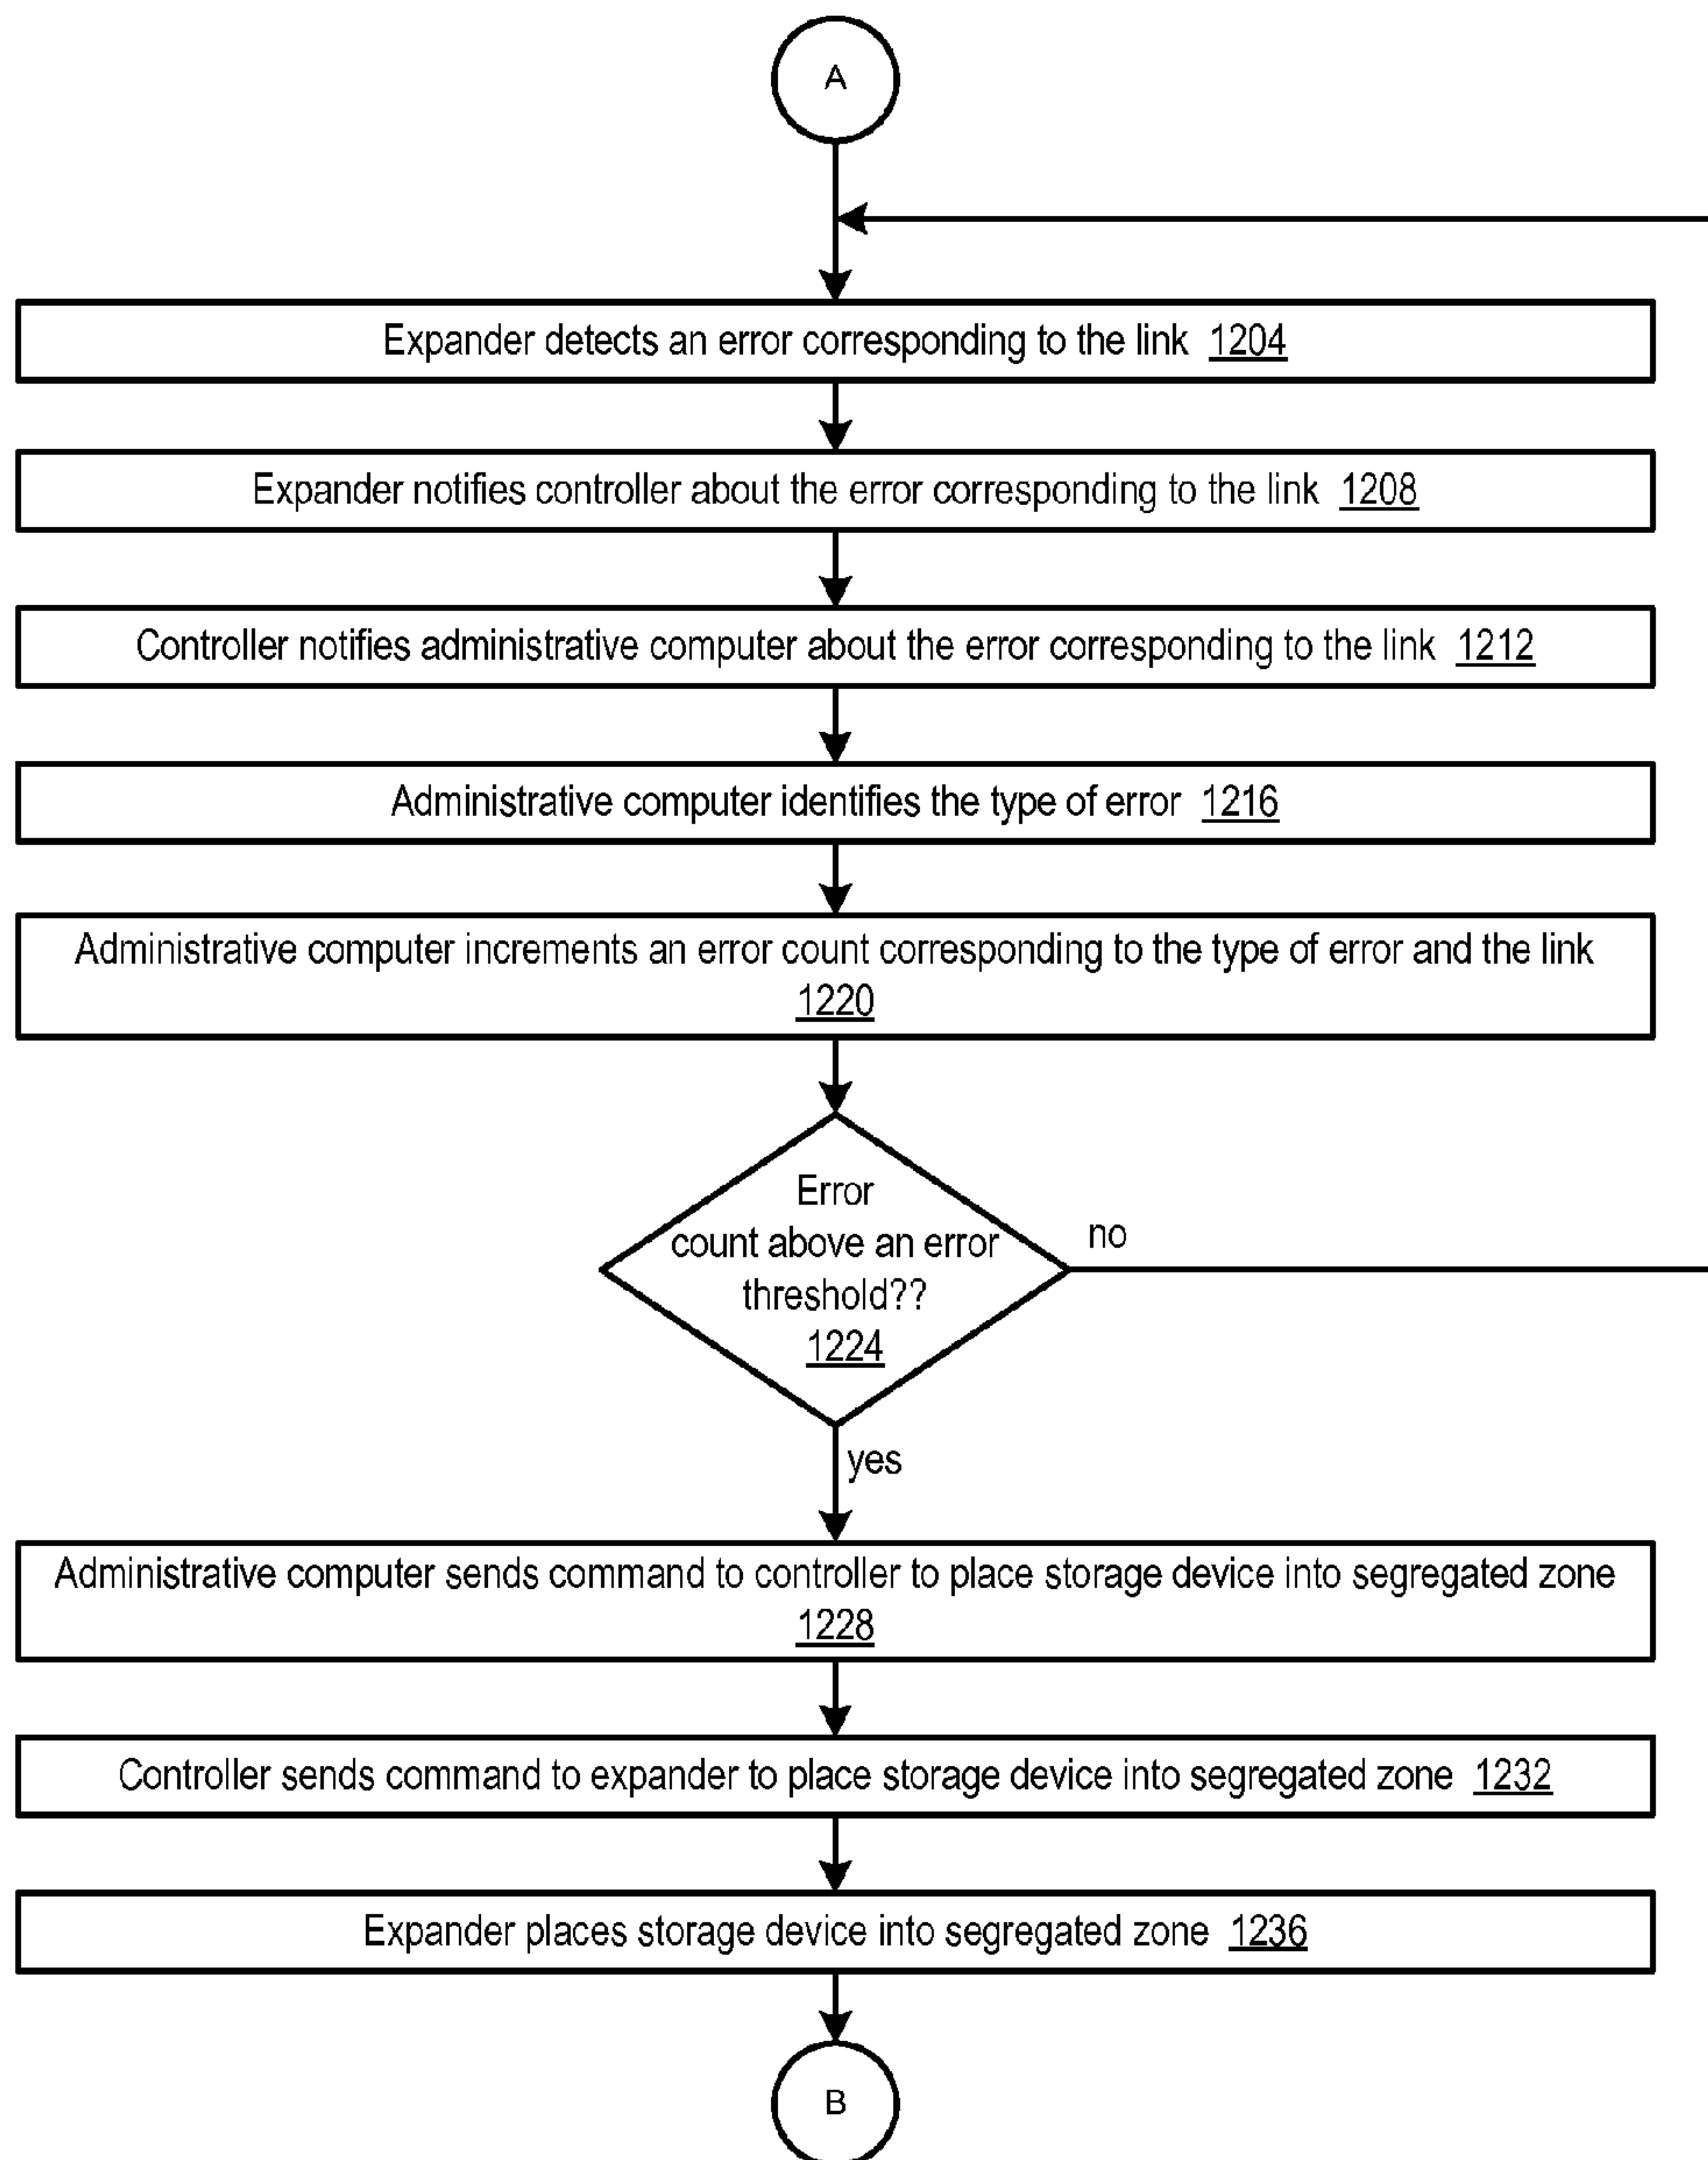 A
Expander detects an error corresponding to the link 1204
Expander notifies controller about the error corresponding to the link 1208
Controller notifies administrative computer about the error corresponding to the link 1212
Administrative computer identifies the type of error 1216
Administrative computer increments an error count corresponding to the type of error and the link
1220
Error
count above an error
threshold??
1224
no
yes
Administrative computer sends command to controller to place storage device into segregated zone
1228
Controller sends command to expander to place storage device into segregated zone 1232
Expander places storage device into segregated zone 1236
B